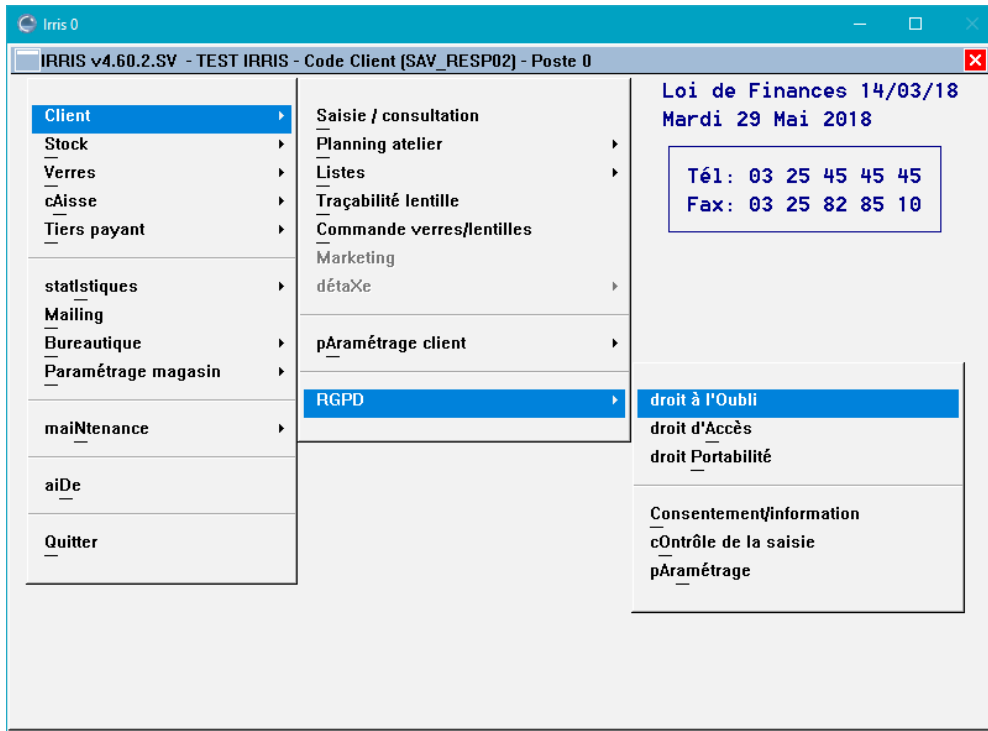 Irris 0
IRRIS v4.60.2.SV - TEST IRRIS - Code Client (SAV_RESP02) - Poste 0
Loi de Finances 14/03/18
Mardi 29 Mai 2018
Tél: 03 25 45 45 45
Fax: 03 25 82 85 10
Client
Stock
Verres
cAisse
Tiers payant
statIstiques
Mailing
Bureautique
Paramétrage magasin
maiNtenance
aiDe
Quitter
Saisie / consultation
Planning atelier
Listes
Traçabilité lentille
Commande verres/lentilles
Marketing
détaXe
pAramétrage client
RGPD
droit à l'Oubli
droit d'Accès
droit Portabilité
Consentement/information
cOntrôle de la saisie
pAramétrage